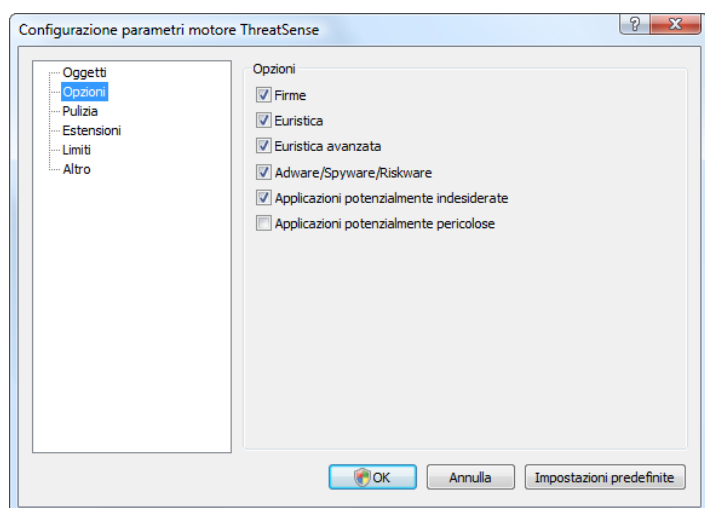 Configurazione parametri motore ThreatSense
Oggetti
Opzioni
Pulizia
Estensioni
Limiti
Altro
Opzioni
Firme
Euristica
Euristica avanzata
Adware/Spyware/Riskware
Applicazioni potenzialmente indesiderate
Applicazioni potenzialmente pericolose
OK
Annulla
Impostazioni predefinite